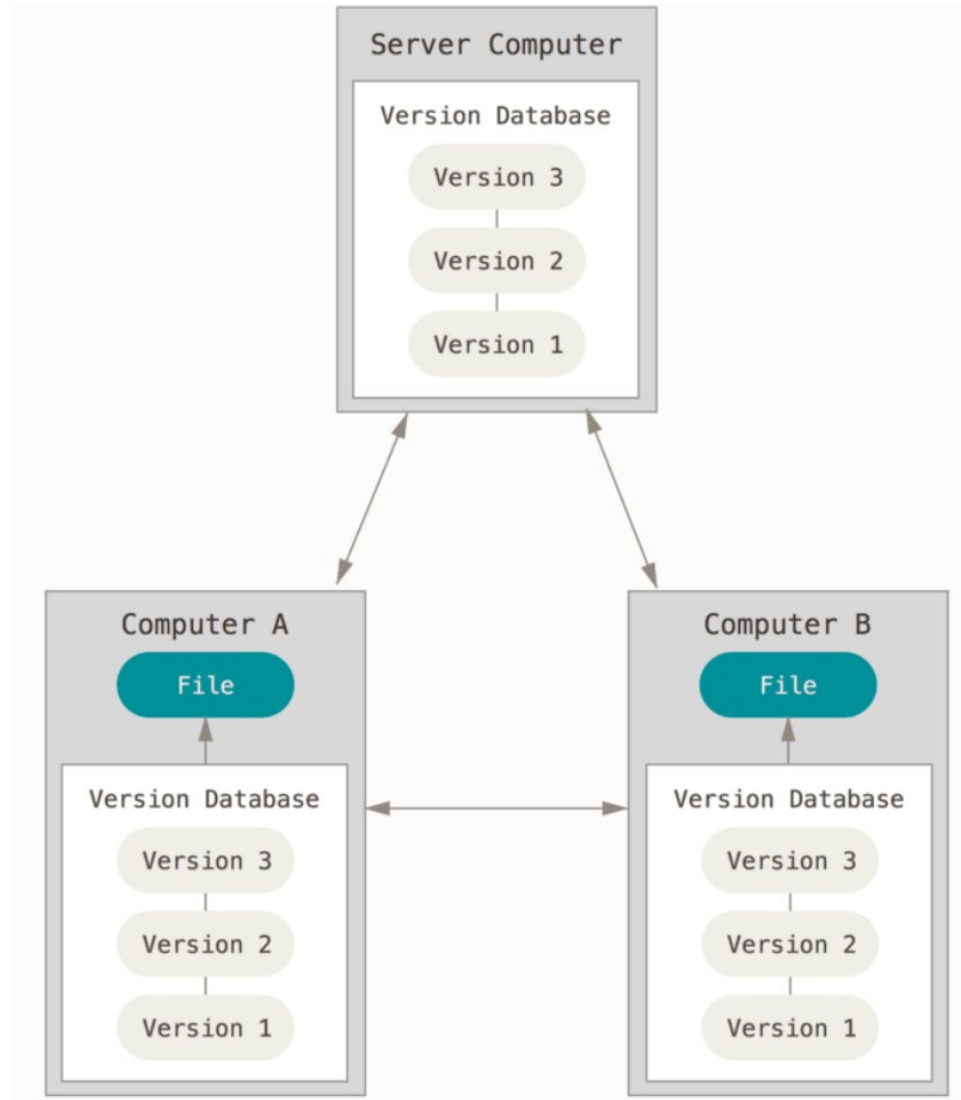 Server Computer
Version Database
Version 3
Version 2
Version 1
Computer A
File
Version Database
Version 3
Version 2
Version 1
Computer B
File
Version Database
Version 3
Version 2
Version 1